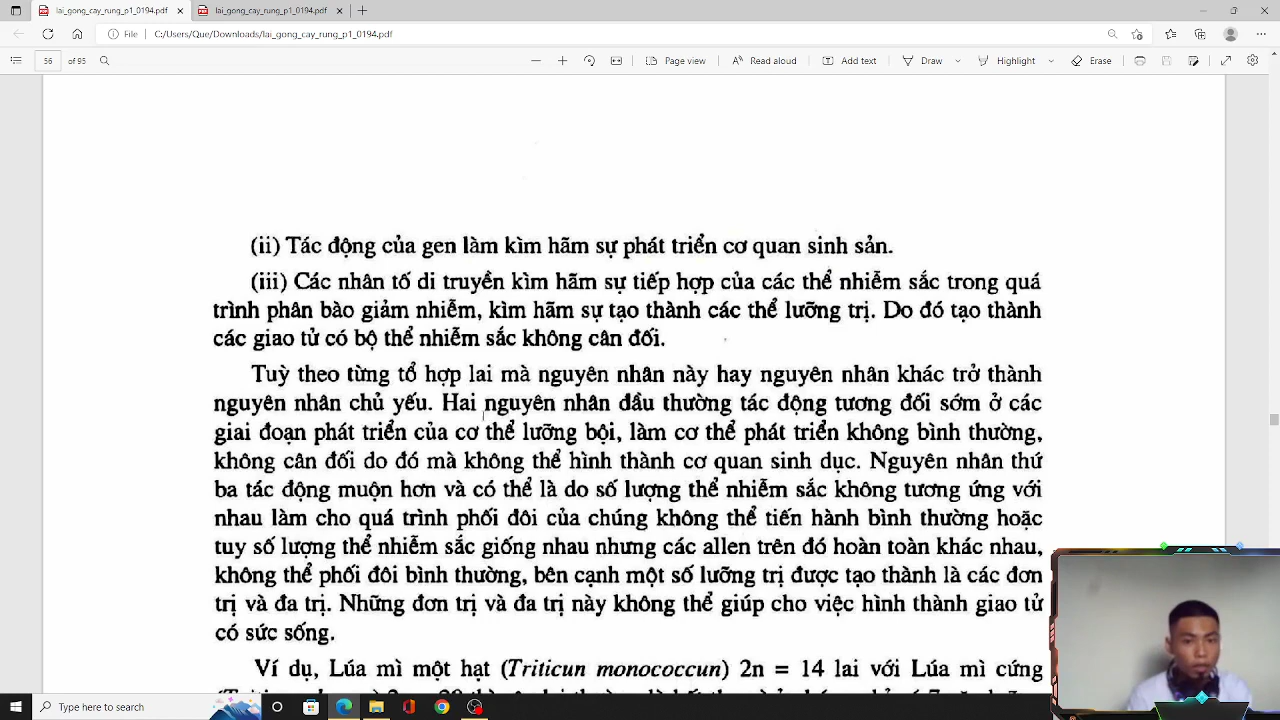 lai_gong_cay_rung_p1_0194.pdf
lai_gong_cay_rung_p1_0194.pdf
File C:/Users/Que/Downloads/lai_gong_cay_rung_p1_0194.pdf
56 of 95 Page view Read aloud Add text Draw Highlight Erase
(ii) Tác động của gen làm kìm hãm sự phát triển cơ quan sinh sản.
(iii) Các nhân tố di truyền kìm hãm sự tiếp hợp của các thể nhiễm sắc trong quá
trình phân bào giảm nhiễm, kìm hãm sự tạo thành các thể lưỡng trị. Do đó tạo thành
các giao tử có bộ thể nhiễm sắc không cân đối.
Tuỳ theo từng tổ hợp lai mà nguyên nhân này hay nguyên nhân khác trở thành
nguyên nhân chủ yếu. Hai nguyên nhân đầu thường tác động tương đối sớm ở các
giai đoạn phát triển của cơ thể lưỡng bội, làm cơ thể phát triển không bình thường,
không cân đối do đó mà không thể hình thành cơ quan sinh dục. Nguyên nhân thứ
ba tác động muộn hơn và có thể là do số lượng thể nhiễm sắc không tương ứng với
nhau làm cho quá trình phối đôi của chúng không thể tiến hành bình thường hoặc
tuy số lượng thể nhiễm sắc giống nhau nhưng các allen trên đó hoàn toàn khác nhau,
không thể phối đôi bình thường, bên cạnh một số lưỡng trị được tạo thành là các đơn
trị và đa trị. Những đơn trị và đa trị này không thể giúp cho việc hình thành giao tử
có sức sống.
Ví dụ, Lúa mì một hạt (Triticun monococcun) 2n = 14 lai với Lúa mì cứng
Type here to search